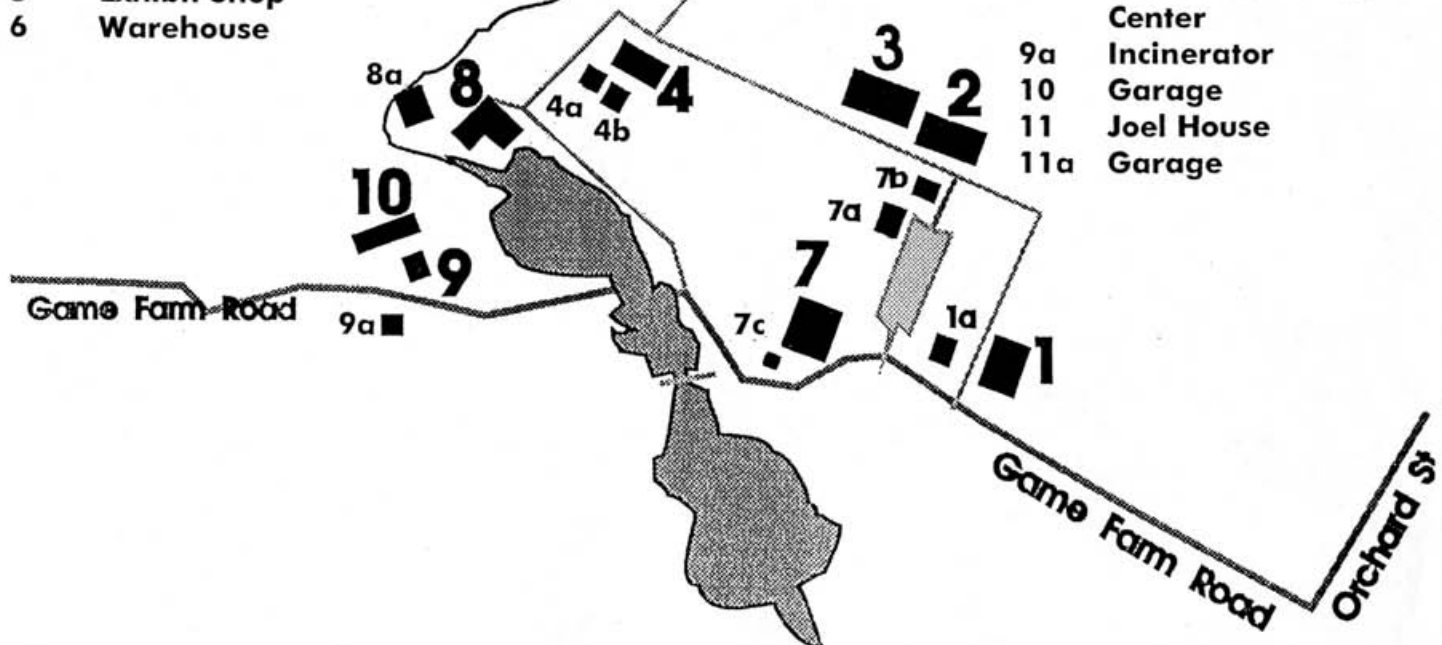 6 Warehouse
Center
9a Incinerator
10 Garage
11 Joel House
11a Garage
8a
8
4a
4b
4
3
2
7b
7a
10
9
7
7c
1a
1
Game Farm Road
9a
Game Farm Road
Orchard St